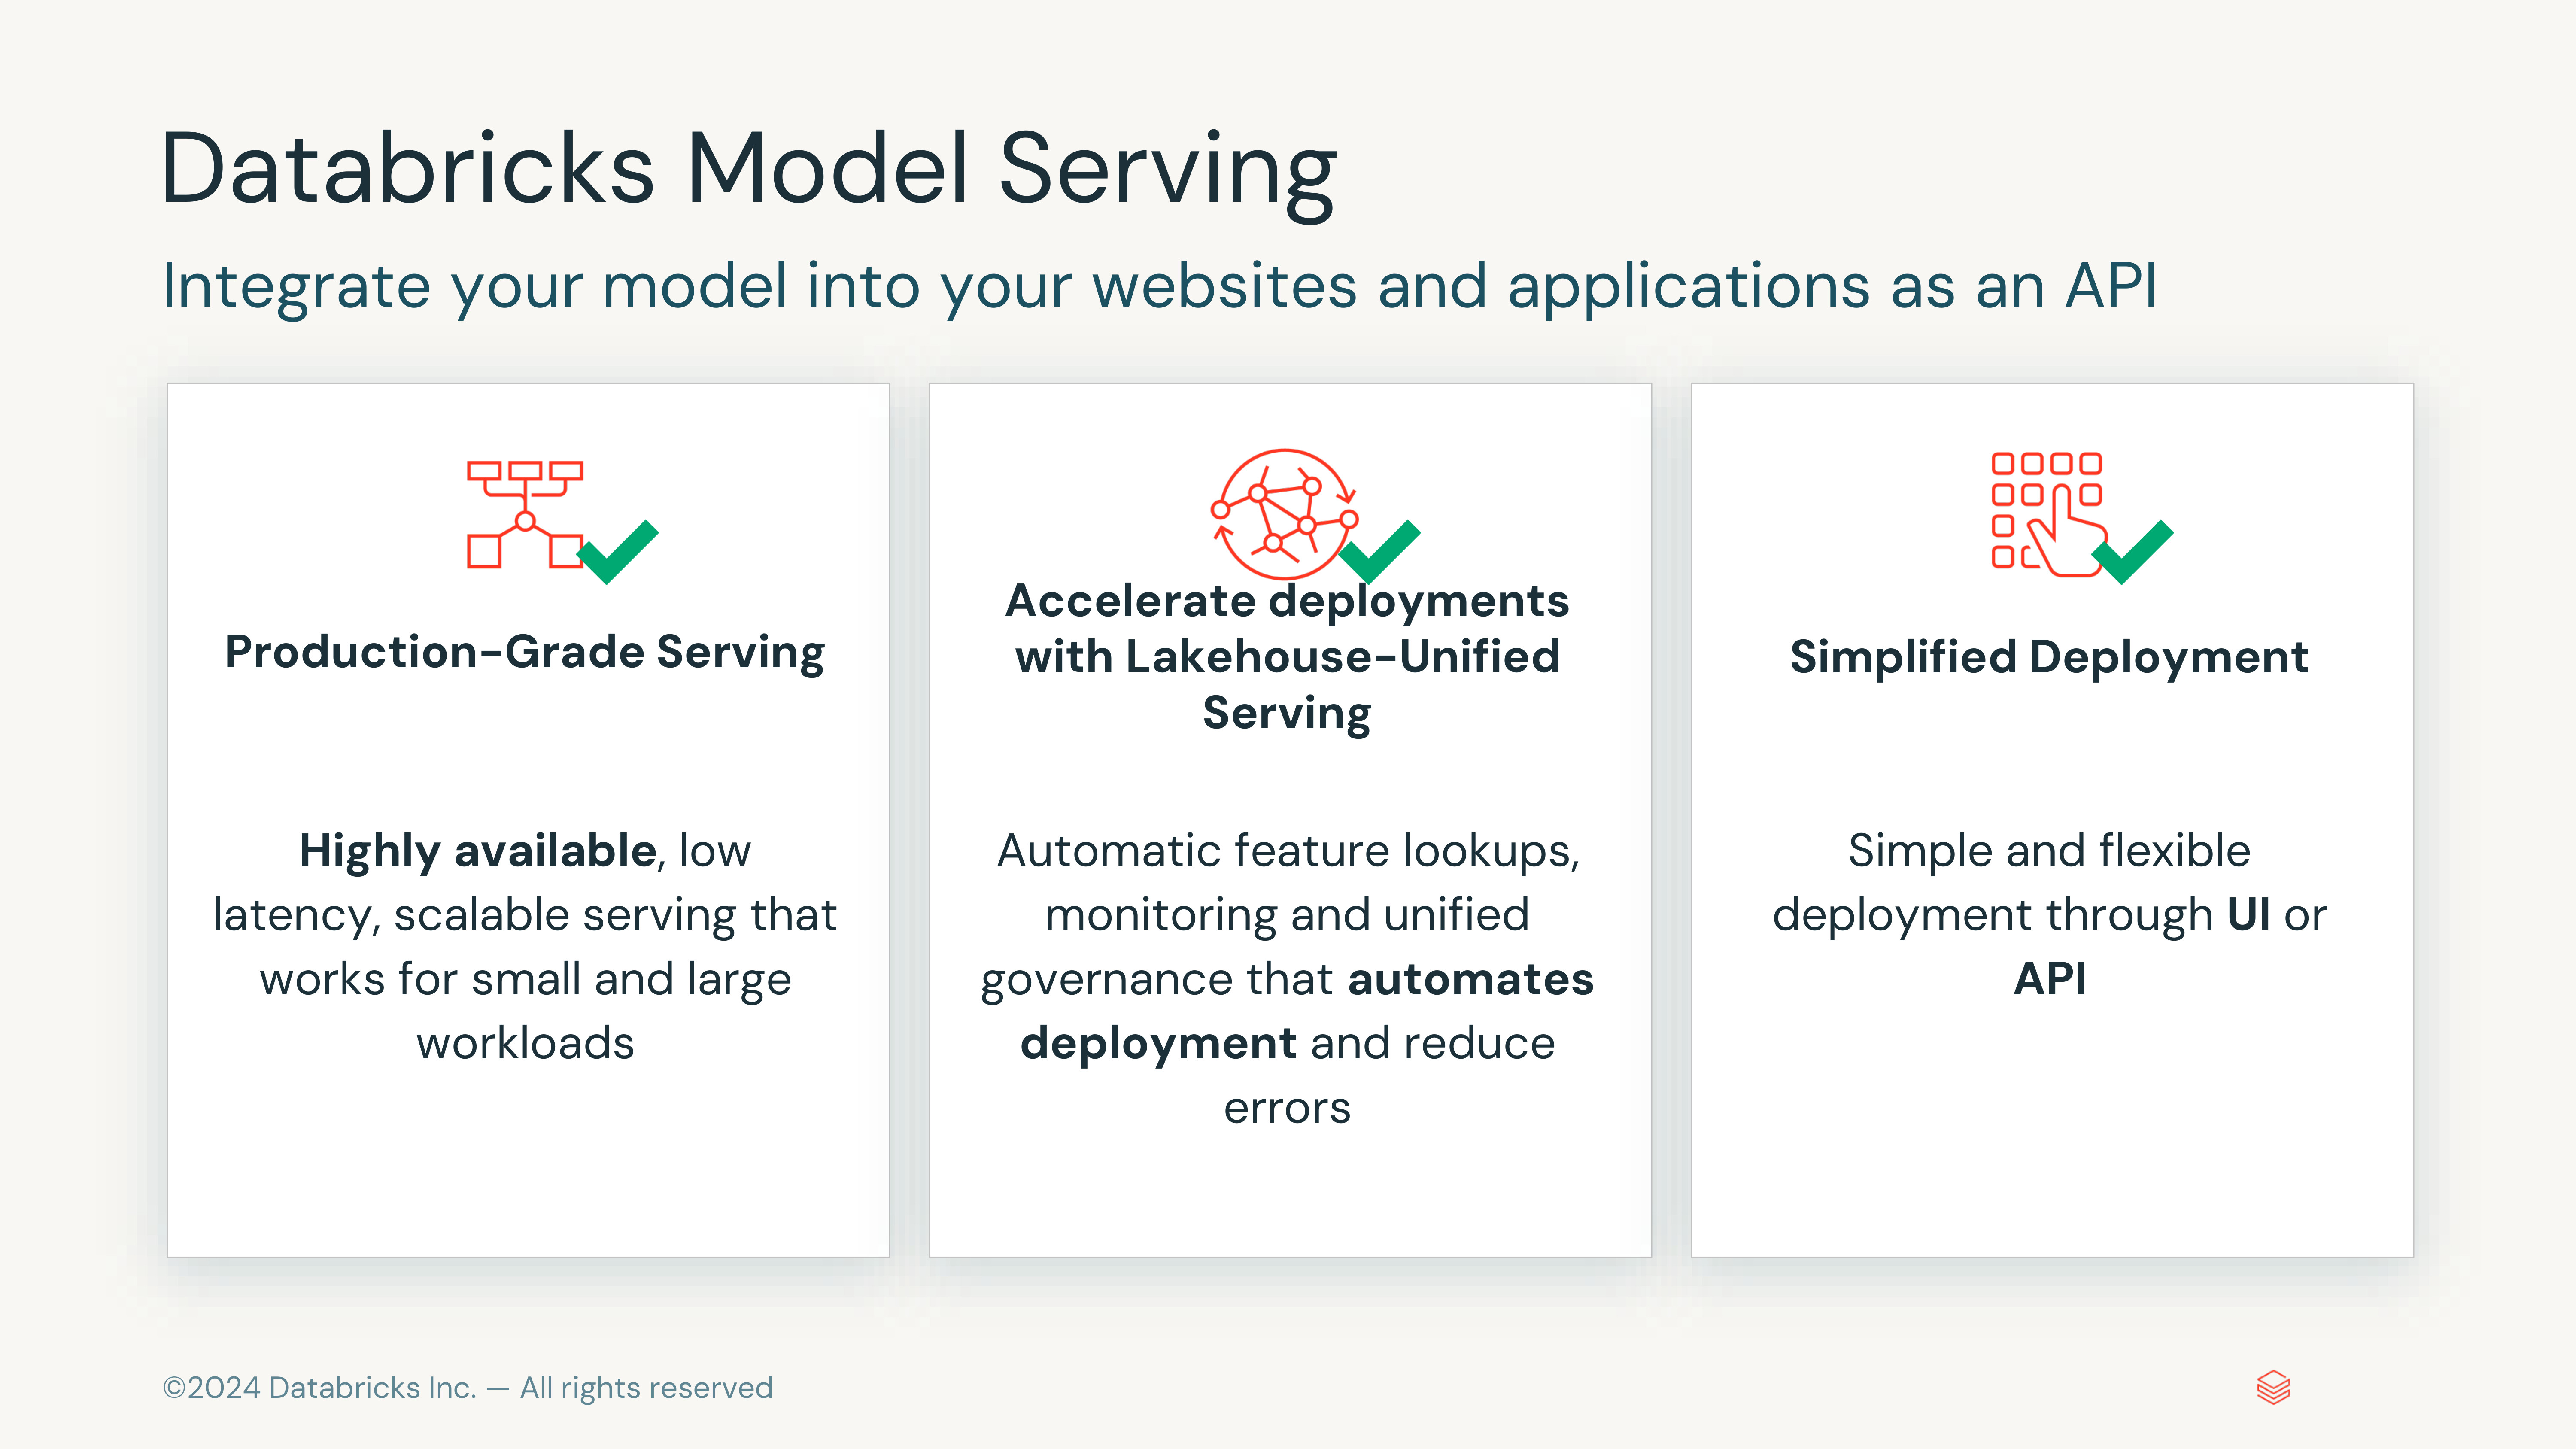 Databricks Model Serving
Integrate your model into your websites and applications as an API
Production-Grade Serving
Highly available, low
latency, scalable serving that
works for small and large
workloads
Accelerate deployments
with Lakehouse-Unified
Serving
Automatic feature lookups,
monitoring and unified
governance that automates
deployment and reduce
errors
Simplified Deployment
Simple and flexible
deployment through UI or
API
©2024 Databricks Inc. — All rights reserved